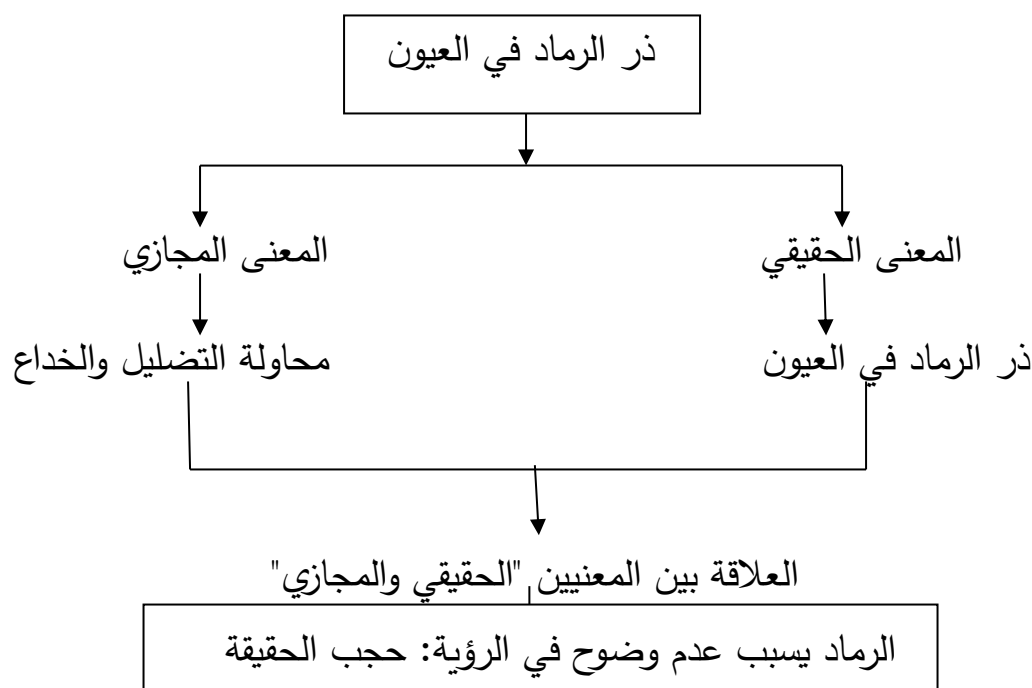 ذر الرماد في العيون
المعنى الحقيقي
المعنى المجازي
ذر الرماد في العيون
محاولة التضليل والخداع
العلاقة بين المعنيين "الحقيقي والمجازي"
الرماد يسبب عدم وضوح في الرؤية: حجب الحقيقة